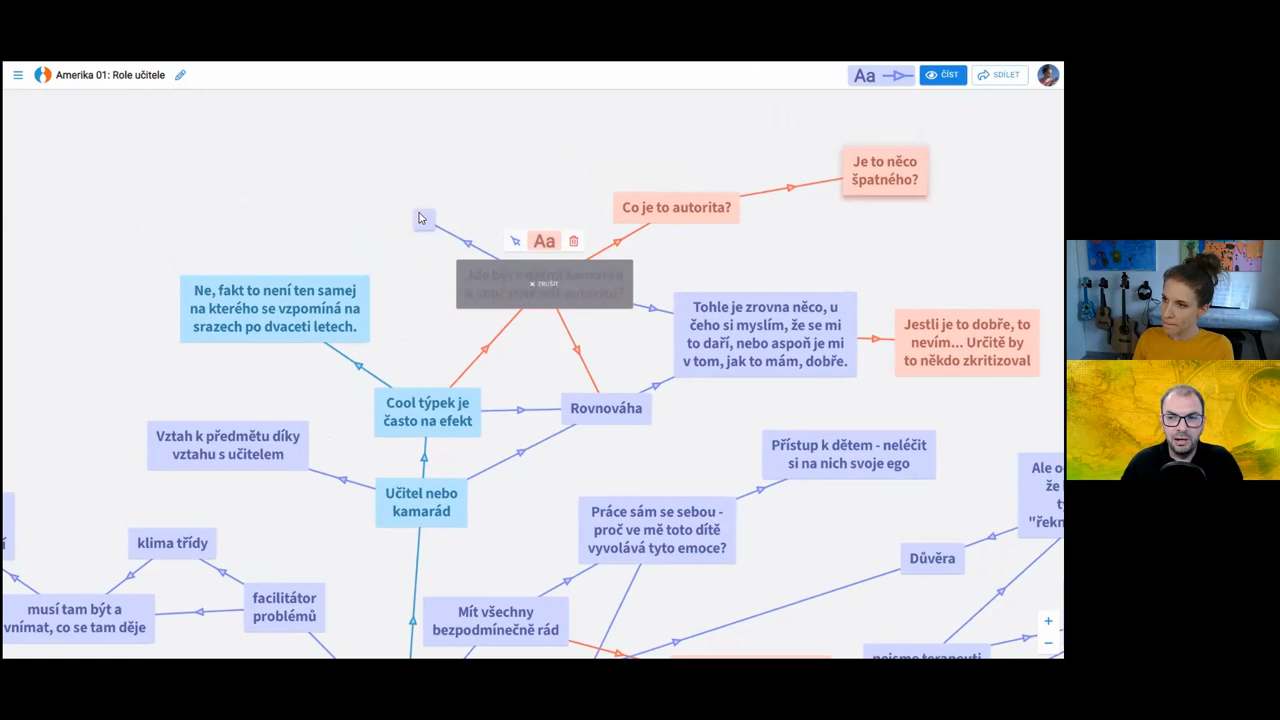 Amerika 01: Role učitele
Aa
ČÍST
SDÍLET
Je to něco
špatného?
Co je to autorita?
Aa
ZRUŠIT
Ne, fakt to není ten samej
na kterého se vzpomíná na
srazech po dvaceti letech.
Tohle je zrovna něco, u
čeho si myslím, že se mi
to daří, nebo aspoň je mi
v tom, jak to mám, dobře.
Jestli je to dobře, to
nevím... Určitě by
to někdo zkritizoval
Cool týpek je
často na efekt
Rovnováha
Vztah k předmětu díky
vztahu s učitelem
Přístup k dětem - neléčit
si na nich svoje ego
Učitel nebo
kamarád
Práce sám se sebou -
proč ve mě toto dítě
vyvolává tyto emoce?
klima třídy
Důvěra
musí tam být a
vnímat, co se tam děje
facilitátor
problémů
Mít všechny
bezpodmínečně rád
nejsme terapeuti